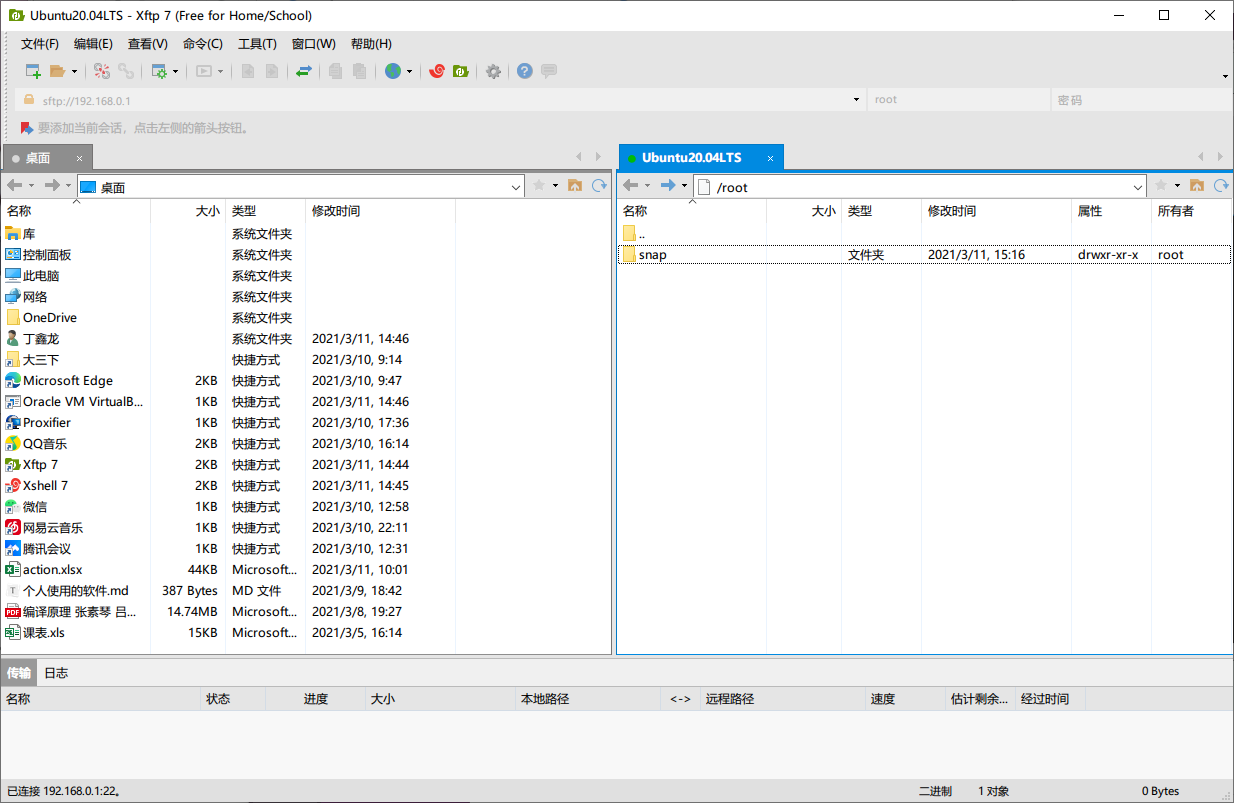 Ubuntu20.04LTS - Xftp 7 (Free for Home/School)
文件(F) 编辑(E) 查看(V) 命令(C) 工具(T) 窗口(W) 帮助(H)
sftp://192.168.0.1 root 密码
要添加当前会话，点击左侧的箭头按钮。
桌面 ×
桌面
名称 大小 类型 修改时间
库 系统文件夹
控制面板 系统文件夹
此电脑 系统文件夹
网络 系统文件夹
OneDrive 系统文件夹
丁鑫龙 系统文件夹 2021/3/11, 14:46
大三下 快捷方式 2021/3/10, 9:14
Microsoft Edge 2KB 快捷方式 2021/3/10, 9:47
Oracle VM VirtualB... 1KB 快捷方式 2021/3/11, 14:46
Proxifier 1KB 快捷方式 2021/3/10, 17:36
QQ音乐 2KB 快捷方式 2021/3/10, 16:14
Xftp 7 2KB 快捷方式 2021/3/11, 14:44
Xshell 7 2KB 快捷方式 2021/3/11, 14:45
微信 1KB 快捷方式 2021/3/10, 12:58
网易云音乐 1KB 快捷方式 2021/3/10, 22:11
腾讯会议 1KB 快捷方式 2021/3/10, 12:31
action.xlsx 44KB Microsoft... 2021/3/11, 10:01
个人使用的软件.md 387 Bytes MD 文件 2021/3/9, 18:42
编译原理 张素琴 吕... 14.74MB Microsoft... 2021/3/8, 19:27
课表.xls 15KB Microsoft... 2021/3/5, 16:14
Ubuntu20.04LTS ×
/root
名称 大小 类型 修改时间 属性 所有者
..
snap 文件夹 2021/3/11, 15:16 drwxr-xr-x root
传输 日志
名称 状态 进度 大小 本地路径 <-> 远程路径 速度 估计剩余... 经过时间
已连接 192.168.0.1:22。 二进制 1 对象 0 Bytes